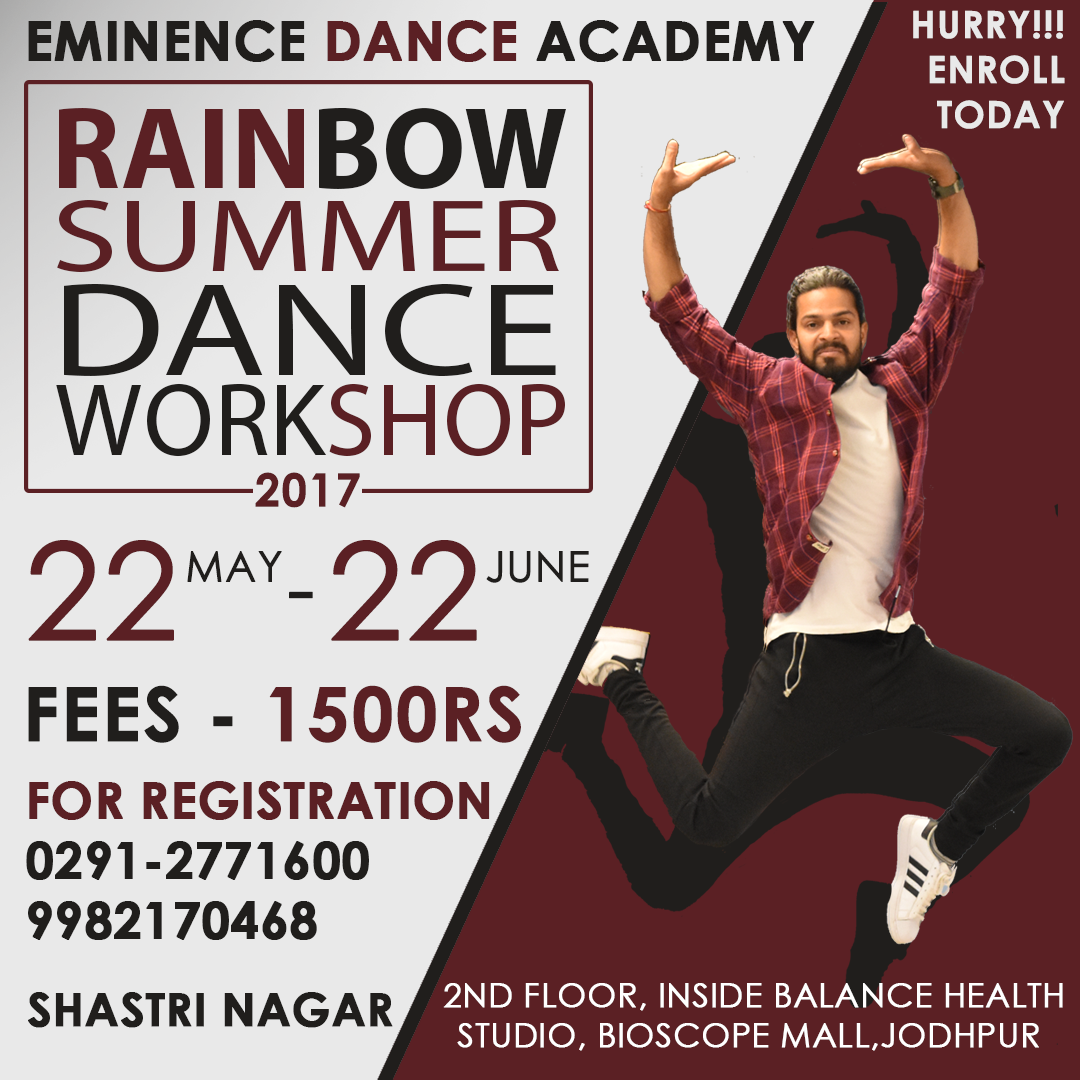 EMINENCE DANCE ACADEMY
HURRY!!!
ENROLL
TODAY
RAINBOW
SUMMER
DANCE
WORKSHOP
2017
22 MAY - 22 JUNE
FEES - 1500RS
FOR REGISTRATION
0291-2771600
9982170468
SHASTRI NAGAR
2ND FLOOR, INSIDE BALANCE HEALTH
STUDIO, BIOSCOPE MALL,JODHPUR